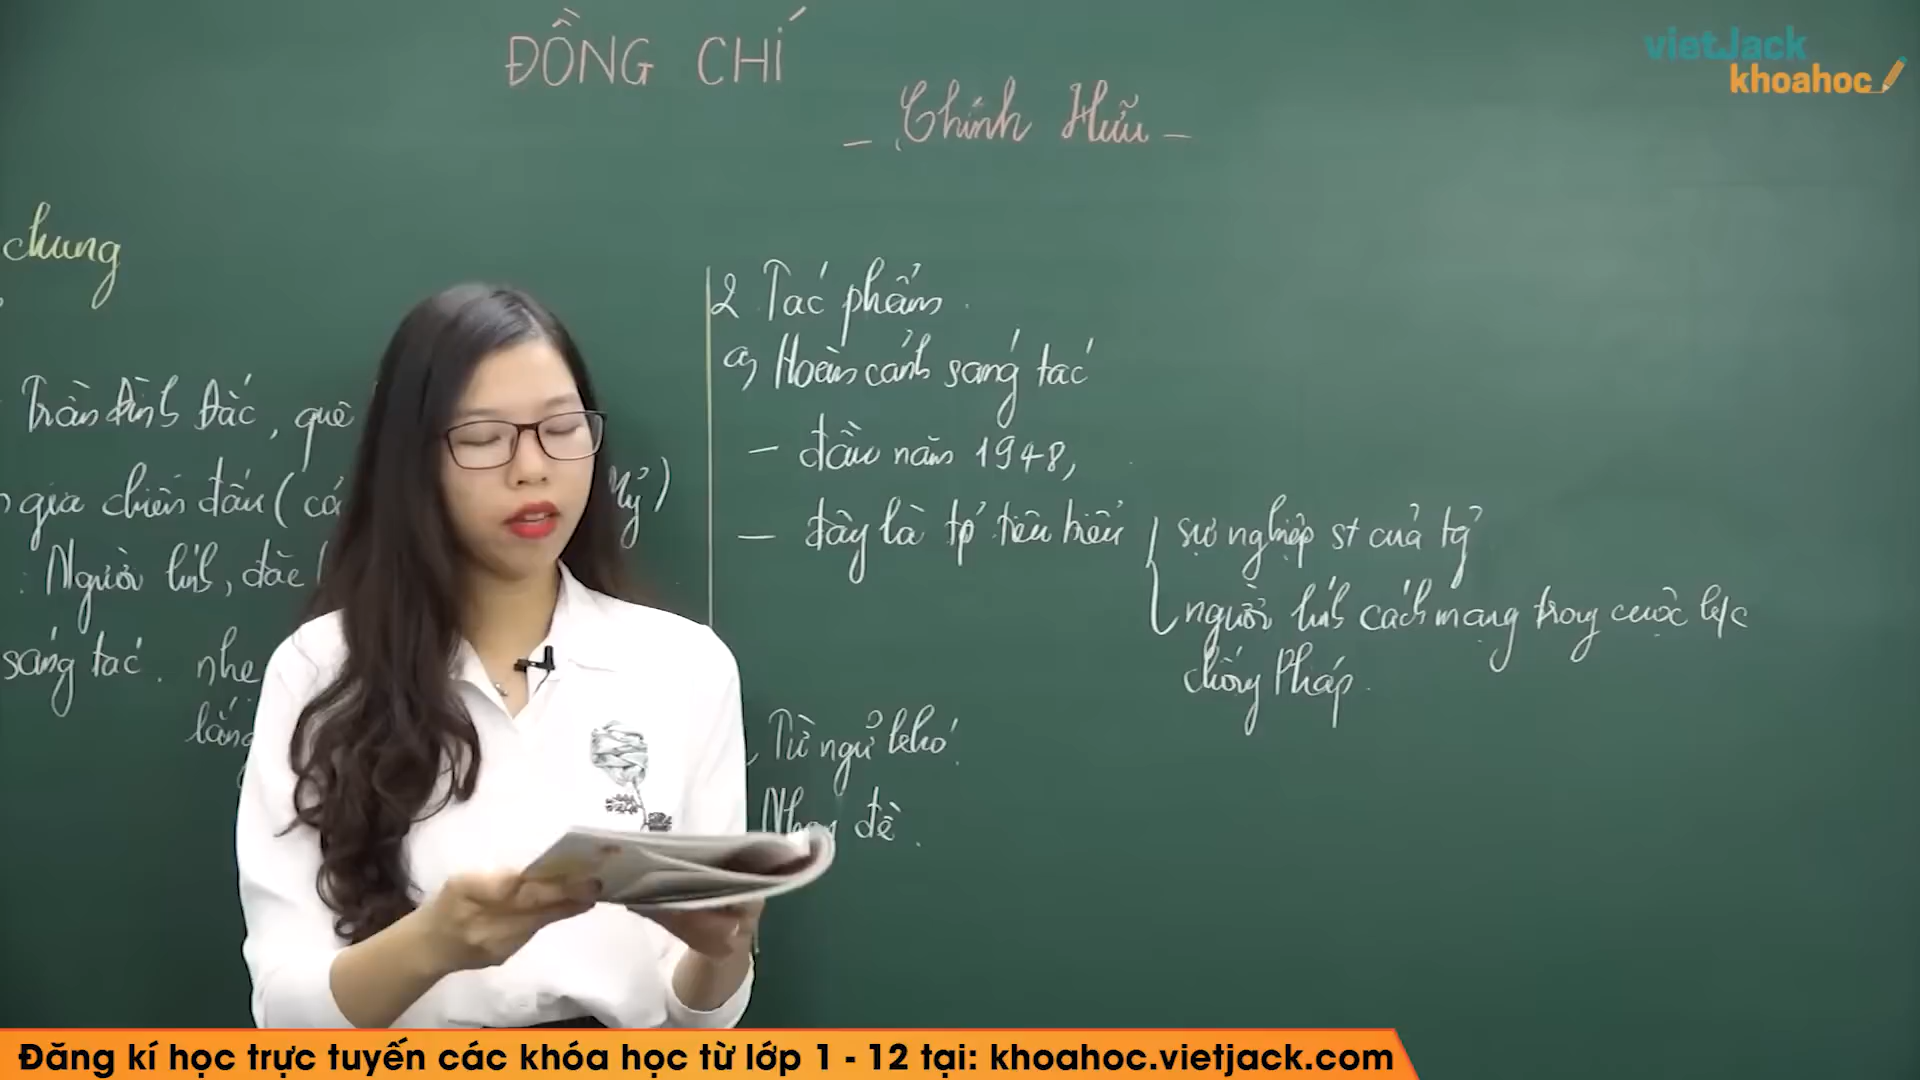 ĐỒNG CHÍ
- Chính Hữu -
vietJack
khoahoc
chung
Trần Đình Đắc, quê
gia chiến đấu (
Mỹ)
Người lính, đặc
sáng tác. nhẹ
lắng
2 Tác phẩm.
a, Hoàn cảnh sáng tác
- đầu năm 1948,
- đây là tp tiêu biểu { sự nghiệp st của tg
người lính cách mạng trong cuộc k/c
chống Pháp.
Từ ngữ khó.
Nhan đề.
Đăng kí học trực tuyến các khóa học từ lớp 1 - 12 tại: khoahoc.vietjack.com